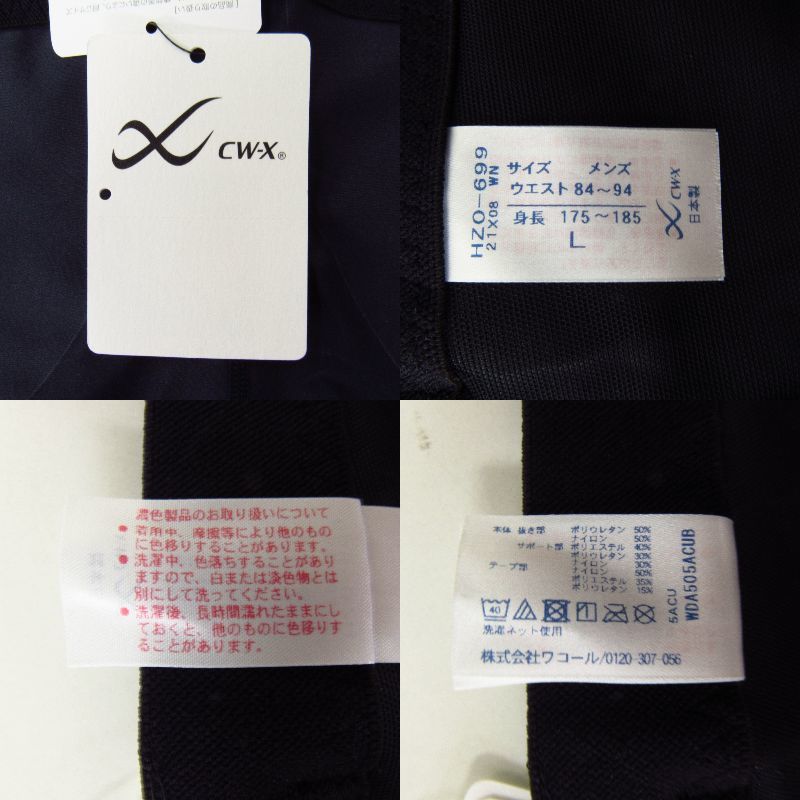 [ 商品の取り扱い ]
CW-X®
HZO-699
21X08 WN
サイズ メンズ
ウエスト 84～94
身長 175～185
L
CW-X
日本製
濃色製品のお取り扱いについて
● 着用中、摩擦等により他のもの
に色移りすることがあります。
● 洗濯中、色落ちすることがあり
ますので、白または淡色物とは
別にして洗ってください。
● 洗濯後、長時間濡れたままにし
ておくと、他のものに色移りす
ることがあります。
本体 抜き部 ポリウレタン 50%
ナイロン 50%
サポート部 ポリエステル 40%
ポリウレタン 30%
ナイロン 30%
テープ部 ナイロン 50%
ポリエステル 35%
ポリウレタン 15%
40
洗濯ネット使用
株式会社ワコール/0120-307-056
5ACU
WDA505ACUB